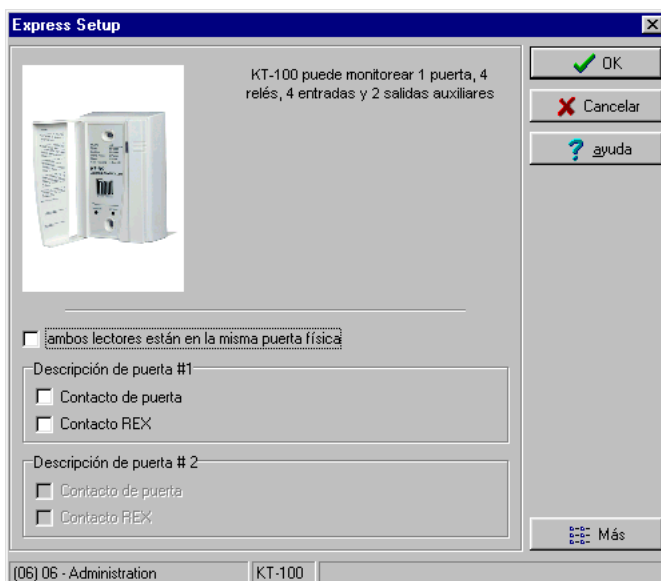 Express Setup
KT-100 puede monitorear 1 puerta, 4
relés, 4 entradas y 2 salidas auxiliares
OK
Cancelar
ayuda
ambos lectores están en la misma puerta física
Descripción de puerta #1
Contacto de puerta
Contacto REX
Descripción de puerta # 2
Contacto de puerta
Contacto REX
Más
(06) 06 - Administration
KT-100